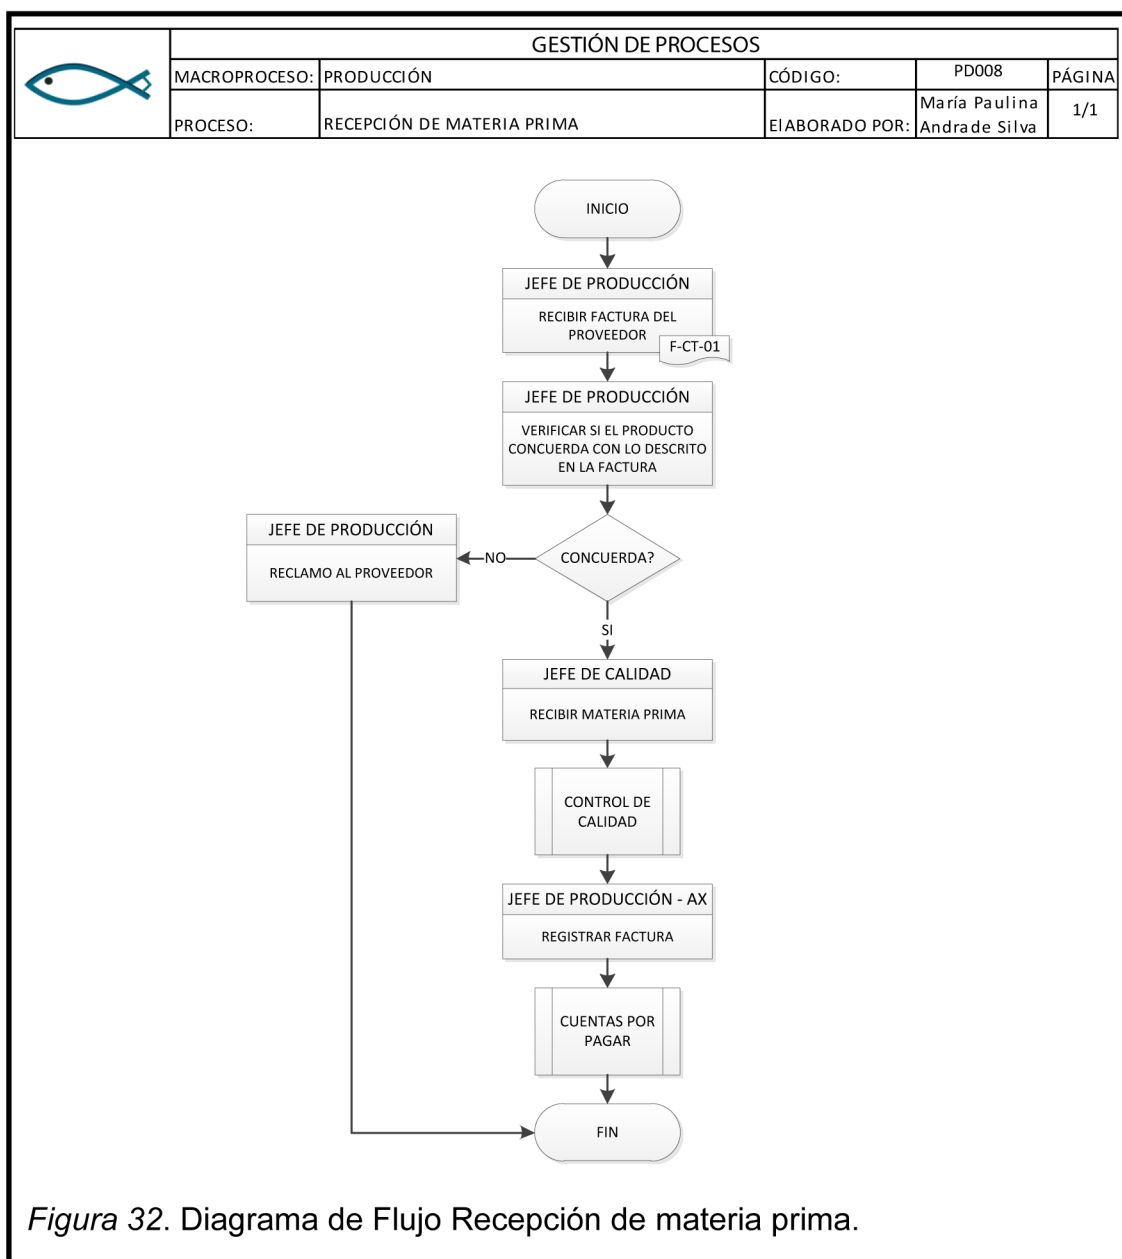 GESTIÓN DE PROCESOS
MACROPROCESO: PRODUCCIÓN CÓDIGO: PD008 PÁGINA
PROCESO: RECEPCIÓN DE MATERIA PRIMA ElABORADO POR: María Paulina
Andrade Silva
1/1
INICIO
JEFE DE PRODUCCIÓN
RECIBIR FACTURA DEL
PROVEEDOR
F-CT-01
JEFE DE PRODUCCIÓN
VERIFICAR SI EL PRODUCTO
CONCUERDA CON LO DESCRITO
EN LA FACTURA
CONCUERDA?
NO
JEFE DE PRODUCCIÓN
RECLAMO AL PROVEEDOR
SI
JEFE DE CALIDAD
RECIBIR MATERIA PRIMA
CONTROL DE
CALIDAD
JEFE DE PRODUCCIÓN - AX
REGISTRAR FACTURA
CUENTAS POR
PAGAR
FIN
Figura 32. Diagrama de Flujo Recepción de materia prima.